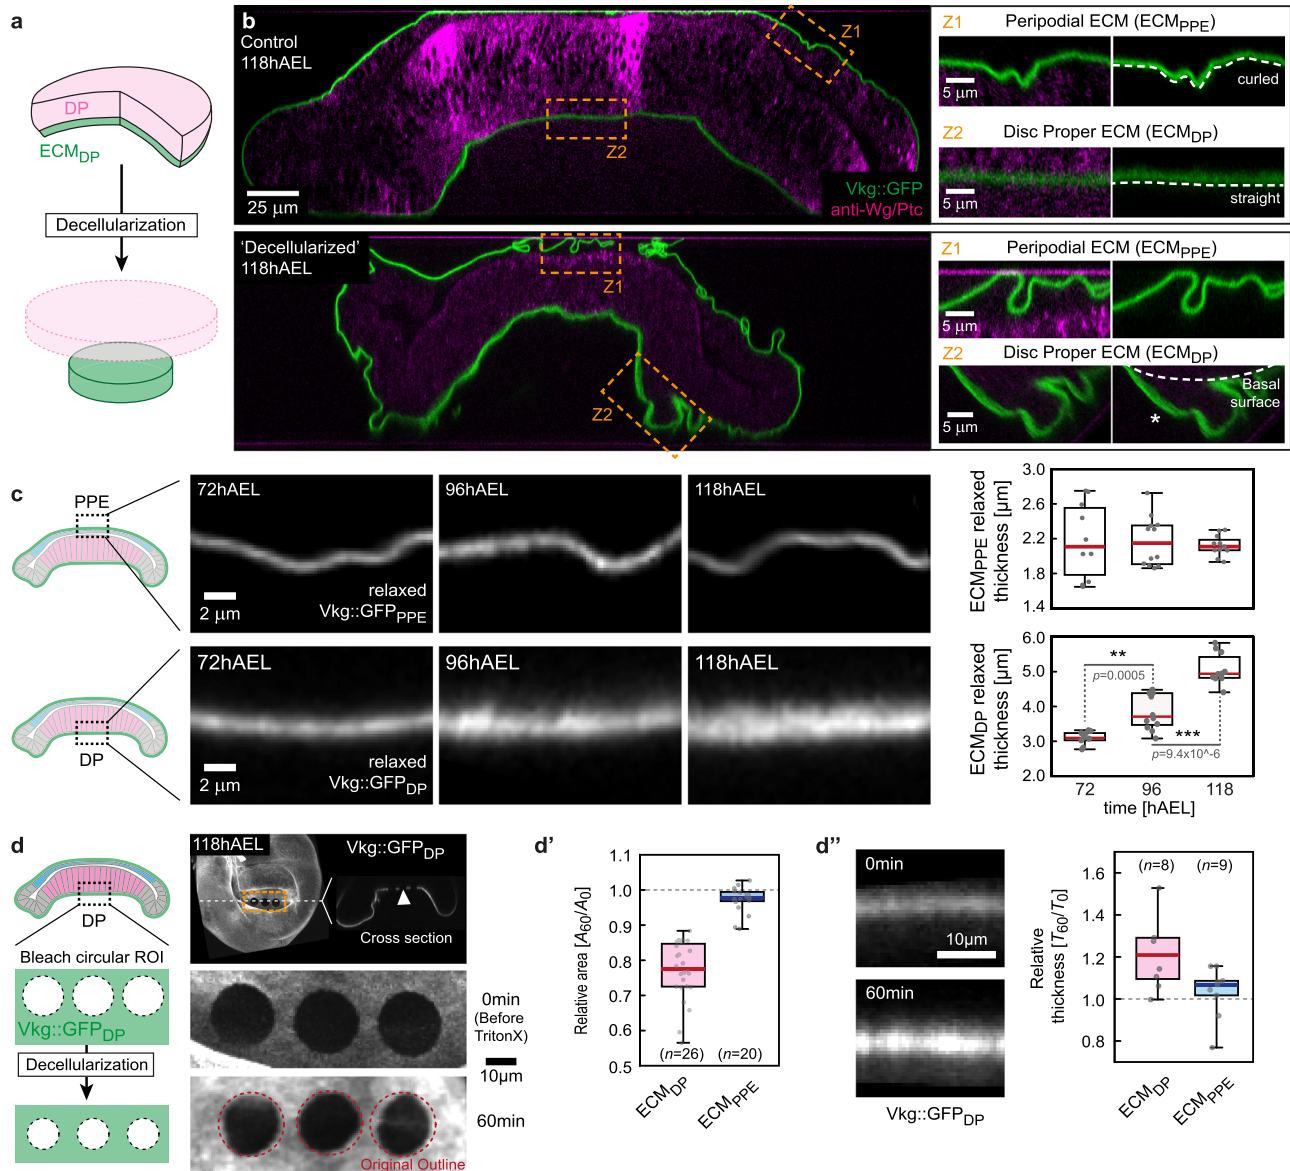 a
DP
ECMDP
Decellularization
b
Control
118hAEL
Z1
Z2
25 μm
Vkg::GFP
anti-Wg/Ptc
Z1
Peripodial ECM (ECMPPE)
5 μm
curled
Z2
Disc Proper ECM (ECMDP)
5 μm
straight
'Decellularized'
118hAEL
Z1
Z2
Z1
Peripodial ECM (ECMPPE)
5 μm
Z2
Disc Proper ECM (ECMDP)
5 μm
*
Basal
surface
c
PPE
72hAEL
2 μm
relaxed
Vkg::GFPPPE
96hAEL
118hAEL
ECMPPE relaxed
thickness [μm]
3.0
2.6
2.2
1.8
1.4
DP
72hAEL
2 μm
relaxed
Vkg::GFPDP
96hAEL
118hAEL
ECMDP relaxed
thickness [μm]
6.0
5.0
4.0
3.0
2.0
**
p=0.0005
***
p=9.4x10^-6
72
96
118
time [hAEL]
d
DP
Bleach circular ROI
Vkg::GFPDP
Decellularization
118hAEL
Vkg::GFPDP
Cross section
0min
(Before
TritonX)
10μm
60min
Original Outline
d'
Relative area [A60/A0]
1.1
1.0
0.9
0.8
0.7
0.6
0.5
(n=26)
(n=20)
ECMDP
ECMPPE
d"
0min
10μm
60min
Vkg::GFPDP
Relative
thickness [T60/T0]
1.6
1.4
1.2
1.0
0.8
(n=8)
(n=9)
ECMDP
ECMPPE